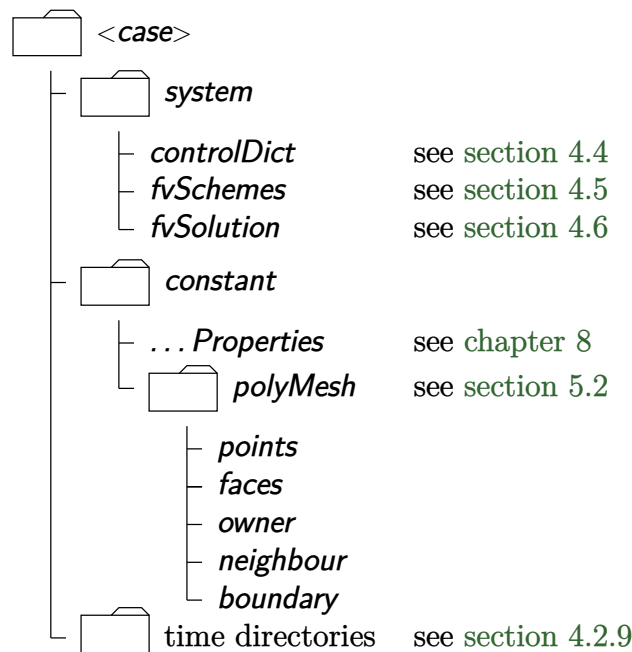 <case>
system
controlDict see section 4.4
fvSchemes see section 4.5
fvSolution see section 4.6
constant
...Properties see chapter 8
polyMesh see section 5.2
points
faces
owner
neighbour
boundary
time directories see section 4.2.9